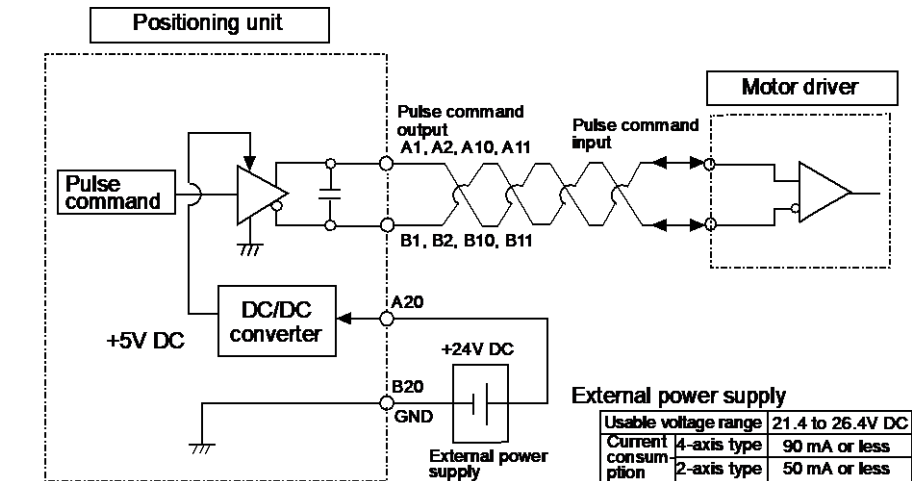 Positioning unit
Motor driver
Pulse command
output
A1, A2, A10, A11
Pulse command
input
Pulse
command
B1, B2, B10, B11
DC/DC
converter
+5V DC
A20
+24V DC
B20
GND
External power
supply
External power supply
Usable voltage range 21.4 to 26.4V DC
Current consum-ption
4-axis type 90 mA or less
2-axis type 50 mA or less